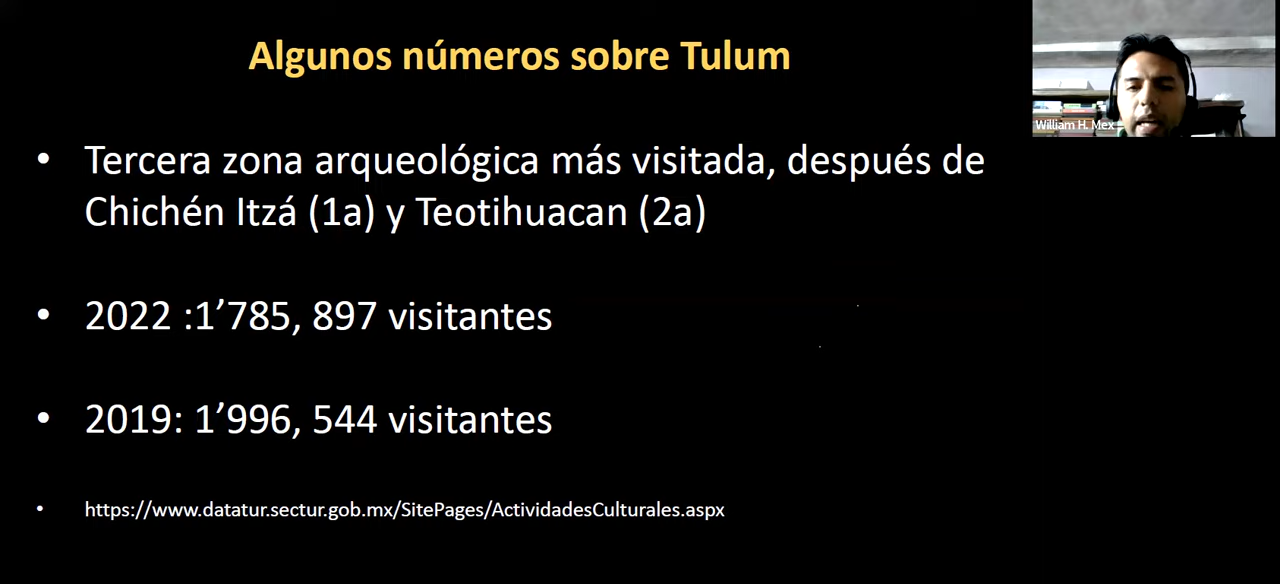 Algunos números sobre Tulum
William H. Mex
• Tercera zona arqueológica más visitada, después de
Chichén Itzá (1a) y Teotihuacan (2a)
• 2022 :1’785, 897 visitantes
• 2019: 1’996, 544 visitantes
• https://www.datatur.sectur.gob.mx/SitePages/ActividadesCulturales.aspx